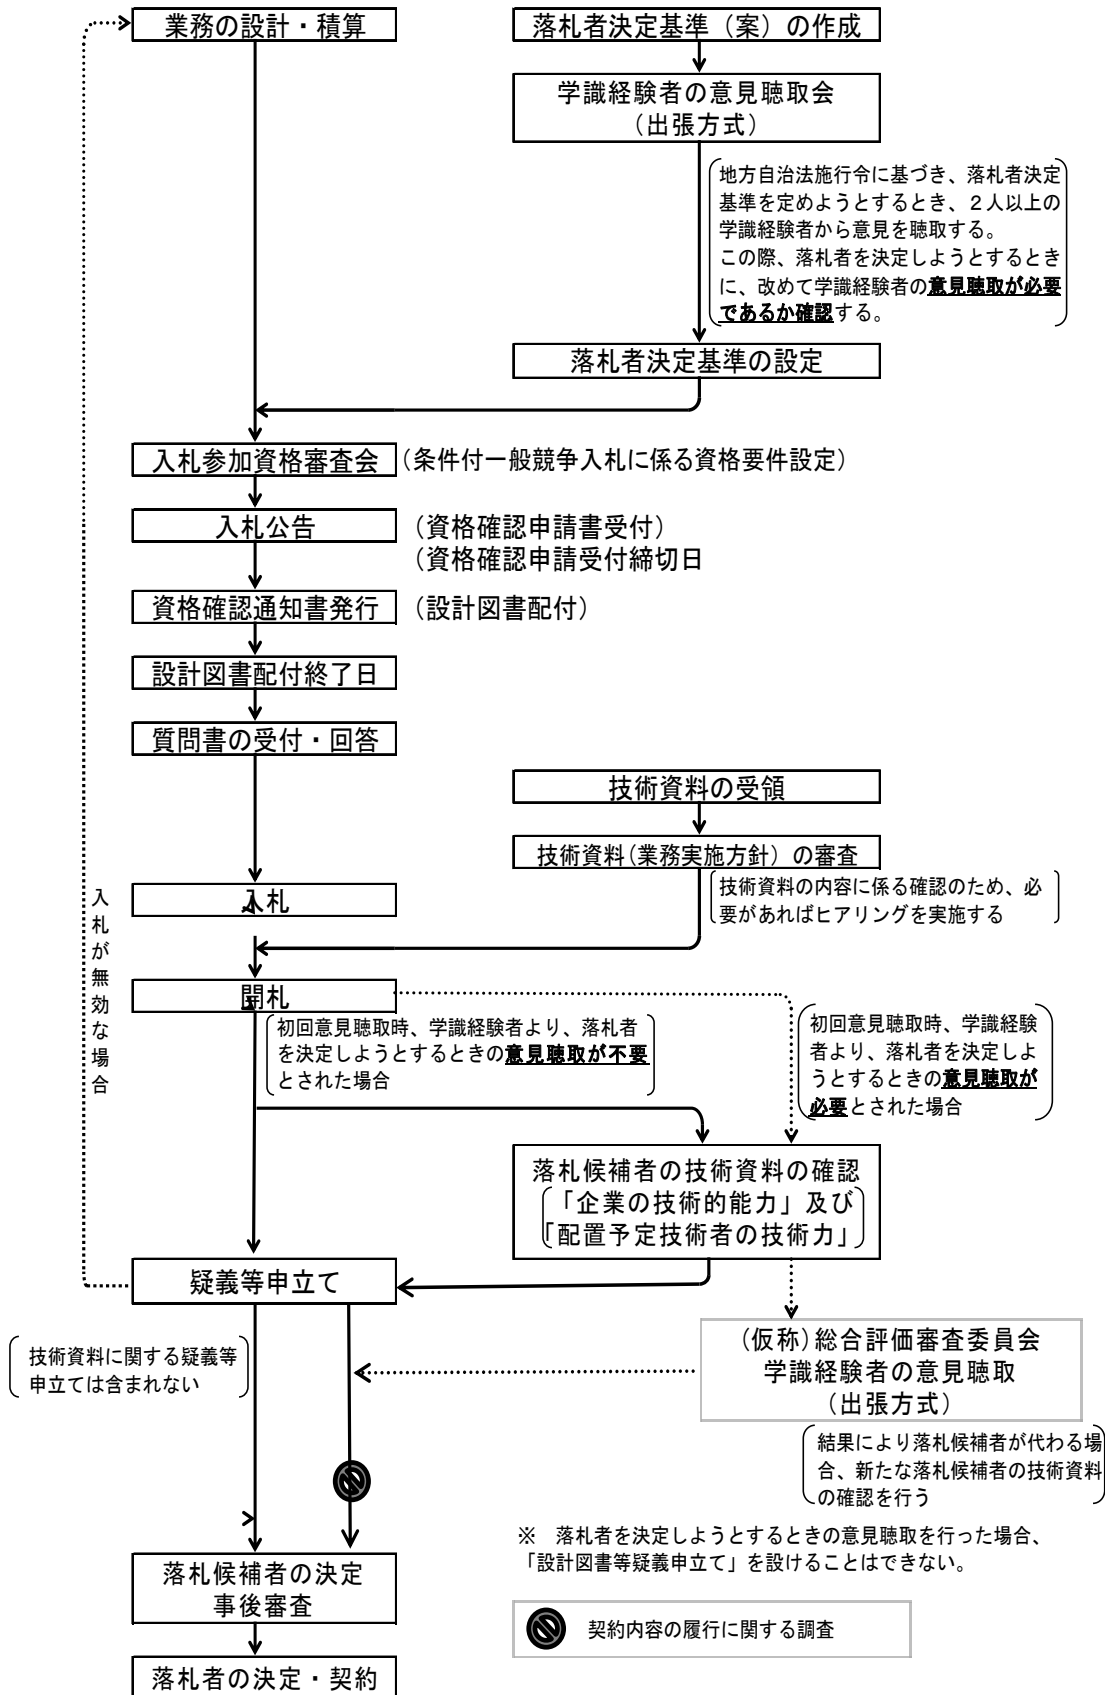 業務の設計・積算
落札者決定基準（案）の作成
学識経験者の意見聴取会
（出張方式）
地方自治法施行令に基づき、落札者決定
基準を定めようとするとき、２人以上の
学識経験者から意見を聴取する。
この際、落札者を決定しようとするとき
に、改めて学識経験者の意見聴取が必要
であるか確認する。
落札者決定基準の設定
入札参加資格審査会
（条件付一般競争入札に係る資格要件設定）
入札公告
（資格確認申請書受付）
（資格確認申請受付締切日
資格確認通知書発行
（設計図書配付）
設計図書配付終了日
質問書の受付・回答
技術資料の受領
技術資料（業務実施方針）の審査
技術資料の内容に係る確認のため、必
要があればヒアリングを実施する
入札
入札が無効な場合
開札
初回意見聴取時、学識経験者より、落札者
を決定しようとするときの意見聴取が不要
とされた場合
初回意見聴取時、学識経験
者より、落札者を決定しよ
うとするときの意見聴取が
必要とされた場合
落札候補者の技術資料の確認
「企業の技術的能力」及び
「配置予定技術者の技術力」
疑義等申立て
技術資料に関する疑義等
申立ては含まれない
（仮称）総合評価審査委員会
学識経験者の意見聴取
（出張方式）
結果により落札候補者が代わる場
合、新たな落札候補者の技術資料
の確認を行う
※　落札者を決定しようとするときの意見聴取を行った場合、
「設計図書等疑義申立て」を設けることはできない。
落札候補者の決定
事後審査
契約内容の履行に関する調査
落札者の決定・契約